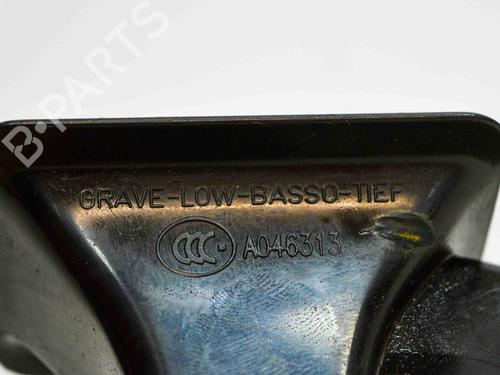 B·PARTS
GRAVE-LOW-BASSO-TIEF
CCC A046313